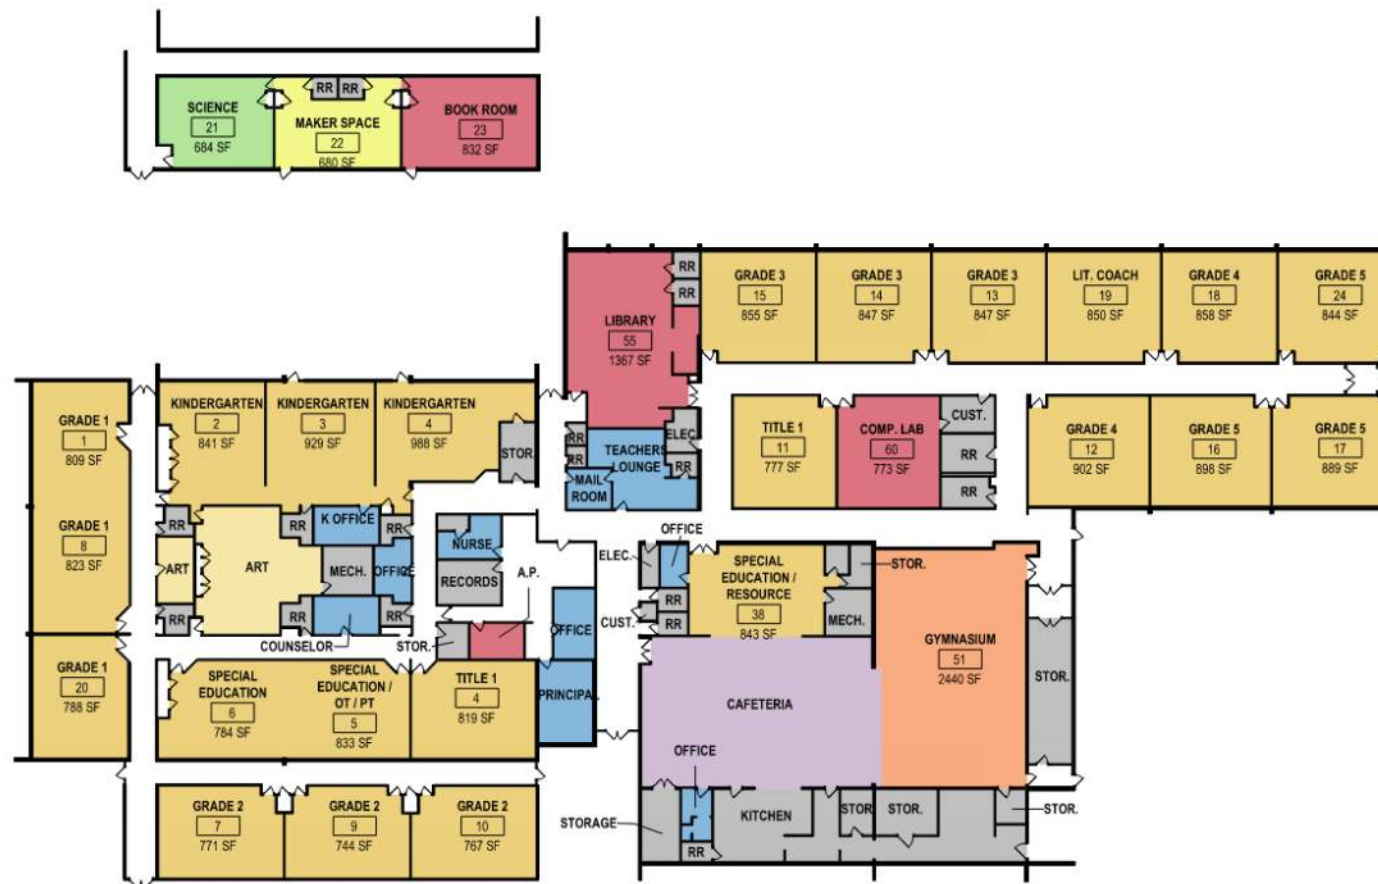 RR RR
SCIENCE
21
684 SF
MAKER SPACE
22
680 SF
BOOK ROOM
23
832 SF
LIBRARY
55
1367 SF
RR
RR
GRADE 3
15
855 SF
GRADE 3
14
847 SF
GRADE 3
13
847 SF
LIT. COACH
19
850 SF
GRADE 4
18
858 SF
GRADE 5
24
844 SF
GRADE 1
1
809 SF
KINDERGARTEN
2
841 SF
KINDERGARTEN
3
929 SF
KINDERGARTEN
4
988 SF
STOR.
RR
RR
TEACHERS
LOUNGE
ELEC.
RR
MAIL
ROOM
TITLE 1
11
777 SF
COMP. LAB
60
773 SF
CUST.
RR
RR
GRADE 4
12
902 SF
GRADE 5
16
898 SF
GRADE 5
17
889 SF
GRADE 1
8
823 SF
RR
ART
RR
ART
RR
K OFFICE
RR
MECH.
OFFICE
RR
RR
COUNSELOR
NURSE
RECORDS
A.P.
STOR.
OFFICE
PRINCIPAL
OFFICE
ELEC.
RR
RR
CUST.
SPECIAL
EDUCATION /
RESOURCE
38
843 SF
STOR.
MECH.
GYMNASIUM
51
2440 SF
STOR.
GRADE 1
20
788 SF
SPECIAL
EDUCATION
6
784 SF
SPECIAL
EDUCATION /
OT / PT
5
833 SF
TITLE 1
4
819 SF
CAFETERIA
OFFICE
GRADE 2
7
771 SF
GRADE 2
9
744 SF
GRADE 2
10
767 SF
STORAGE
RR
KITCHEN
STOR
STOR.
STOR.